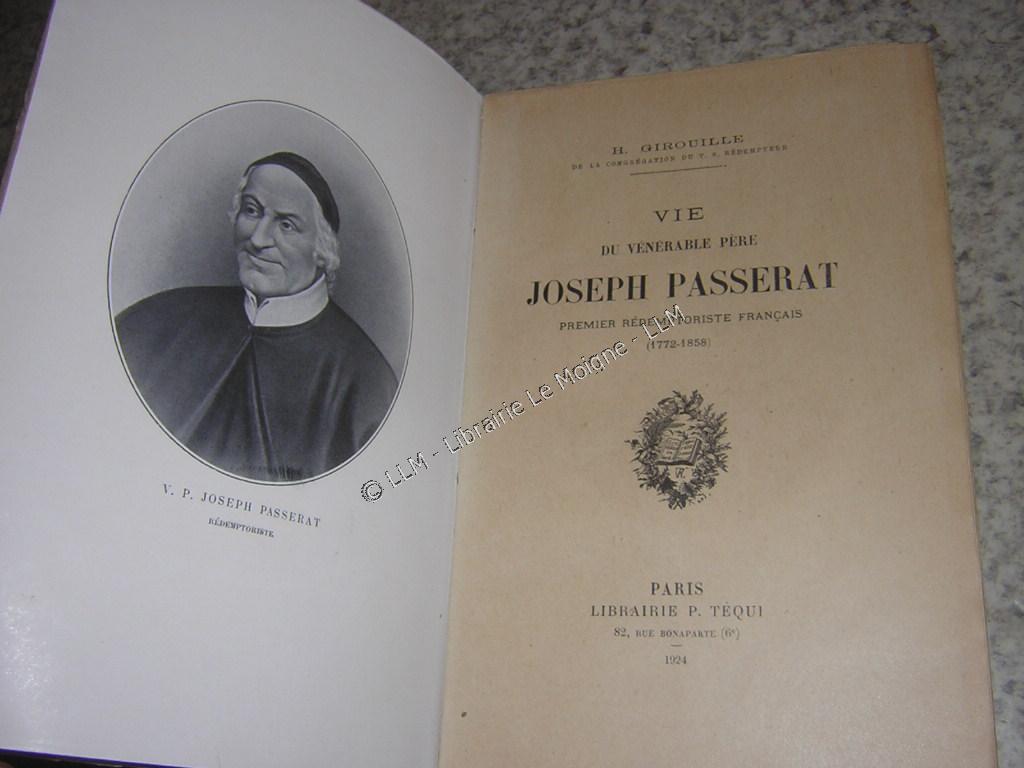 V. P. JOSEPH PASSERAT
RÉDEMPTORISTE
H. GIROUILLE
DE LA CONGRÉGATION DU T. S. RÉDEMPTEUR
VIE
DU VÉNÉRABLE PÈRE
JOSEPH PASSERAT
PREMIER RÉDEMPTORISTE FRANÇAIS
(1772-1858)
PARIS
LIBRAIRIE P. TÉQUI
82, RUE BONAPARTE (6e)
1924
© LLM - Librairie Le Moigne - LLM